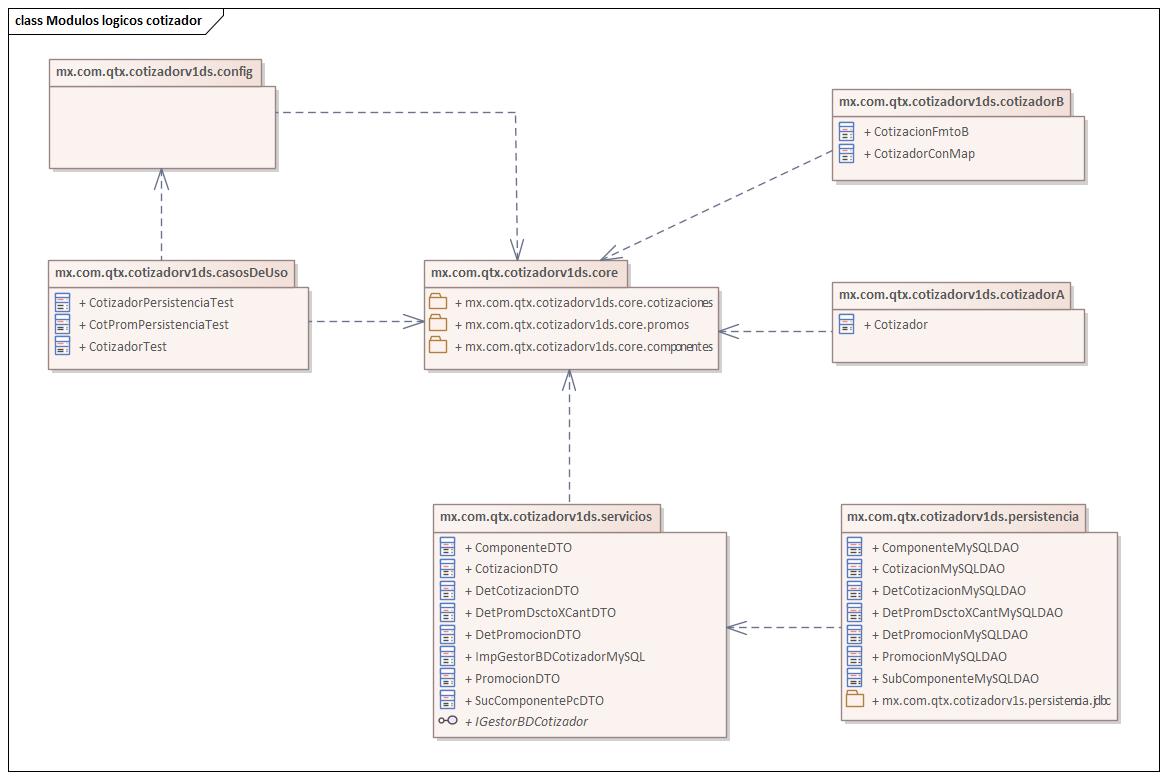 class Modulos logicos cotizador
mx.com.qtx.cotizadorv1ds.config
mx.com.qtx.cotizadorv1ds.cotizadorB
+ CotizacionFmtoB
+ CotizadorConMap
mx.com.qtx.cotizadorv1ds.casosDeUso
+ CotizadorPersistenciaTest
+ CotPromPersistenciaTest
+ CotizadorTest
mx.com.qtx.cotizadorv1ds.core
+ mx.com.qtx.cotizadorv1ds.core.cotizaciones
+ mx.com.qtx.cotizadorv1ds.core.promos
+ mx.com.qtx.cotizadorv1ds.core.componentes
mx.com.qtx.cotizadorv1ds.cotizadorA
+ Cotizador
mx.com.qtx.cotizadorv1ds.servicios
+ ComponenteDTO
+ CotizacionDTO
+ DetCotizacionDTO
+ DetPromDsctoXCantDTO
+ DetPromocionDTO
+ ImpGestorBDCotizadorMySQL
+ PromocionDTO
+ SucComponentePcDTO
+ IGestorBDCotizador
mx.com.qtx.cotizadorv1ds.persistencia
+ ComponenteMySQLDAO
+ CotizacionMySQLDAO
+ DetCotizacionMySQLDAO
+ DetPromDsctoXCantMySQLDAO
+ DetPromocionMySQLDAO
+ PromocionMySQLDAO
+ SubComponenteMySQLDAO
+ mx.com.qtx.cotizadorv1s.persistencia.jdbc